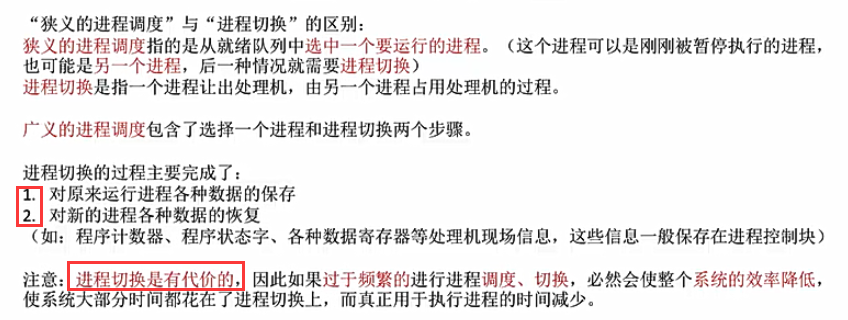 “狭义的进程调度”与“进程切换”的区别：
狭义的进程调度指的是从就绪队列中选中一个要运行的进程。（这个进程可以是刚刚被暂停执行的进程，
也可能是另一个进程，后一种情况就需要进程切换）
进程切换是指一个进程让出处理机，由另一个进程占用处理机的过程。
广义的进程调度包含了选择一个进程和进程切换两个步骤。
进程切换的过程主要完成了：
1. 对原来运行进程各种数据的保存
2. 对新的进程各种数据的恢复
（如：程序计数器、程序状态字、各种数据寄存器等处理机现场信息，这些信息一般保存在进程控制块）
注意：进程切换是有代价的，因此如果过于频繁的进行进程调度、切换，必然会使整个系统的效率降低，
使系统大部分时间都花在了进程切换上，而真正用于执行进程的时间减少。